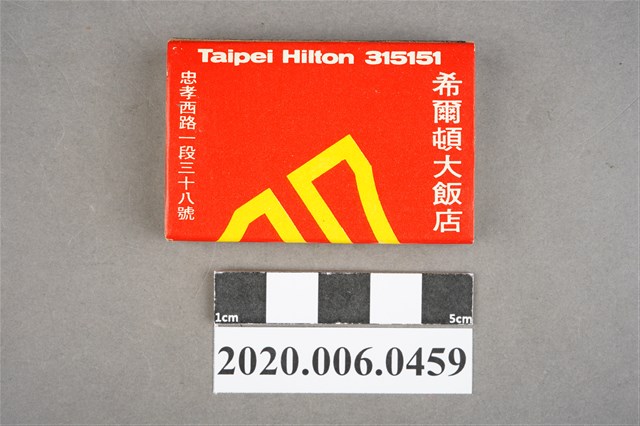 Taipei Hilton 315151
希爾頓大飯店
忠孝西路一段三十八號
1cm 5cm
2020.006.0459